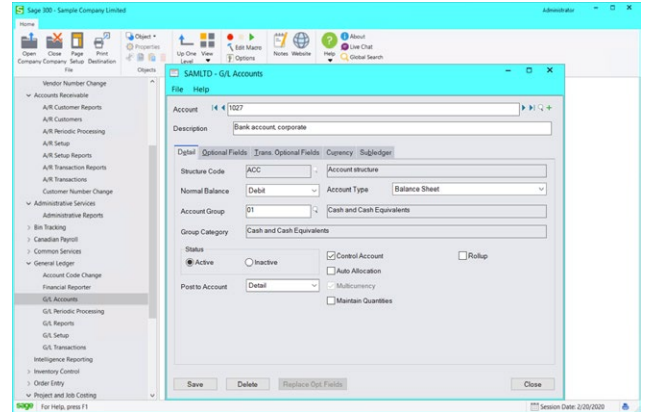 Sage 300 - Sample Company Limited
Administrator
Home
Open Company
Close Company
Page Setup
Print Destination
File
Object
Properties
Objects
Up One Level
View
Edit Macro
Options
Notes
Website
Help
About
Live Chat
Global Search
Vendor Number Change
Accounts Receivable
A/R Customer Reports
A/R Customers
A/R Periodic Processing
A/R Setup
A/R Setup Reports
A/R Transaction Reports
A/R Transactions
Customer Number Change
Administrative Services
Administrative Reports
Bin Tracking
Canadian Payroll
Common Services
General Ledger
Account Code Change
Financial Reporter
G/L Accounts
G/L Periodic Processing
G/L Reports
G/L Setup
G/L Transactions
Intelligence Reporting
Inventory Control
Order Entry
Project and Job Costing
SAMLTD - G/L Accounts
File Help
Account 1027
Description Bank account, corporate
Detail Optional Fields Trans. Optional Fields Currency Subledger
Structure Code ACC Account structure
Normal Balance Debit Account Type Balance Sheet
Account Group 01 Cash and Cash Equivalents
Group Category Cash and Cash Equivalents
Status
Active Inactive
Control Account Rollup
Auto Allocation
Post to Account Detail Multicurrency
Maintain Quantities
Save Delete Replace Opt. Fields Close
sage For Help, press F1 Session Date: 2/20/2020